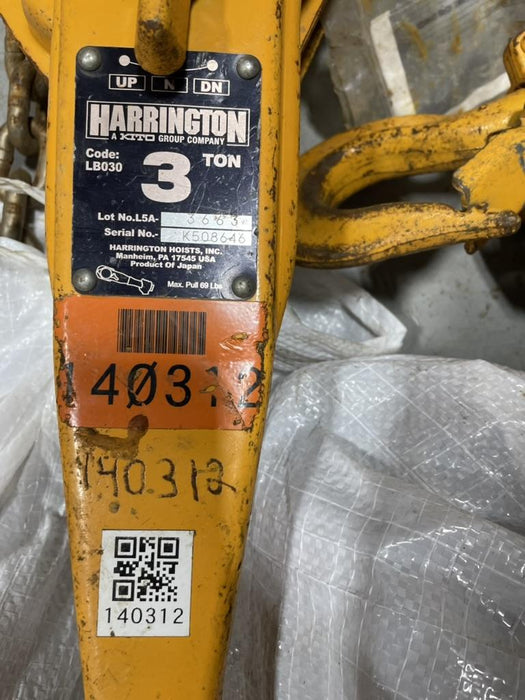 UP N DN
HARRINGTON
A KITO GROUP COMPANY
Code:
LB030
3 TON
Lot No.L5A- 3663
Serial No.- K508646
HARRINGTON HOISTS, INC.
Manheim, PA 17545 USA
Product Of Japan
Max. Pull 69 Lbs
140312
140312
140312